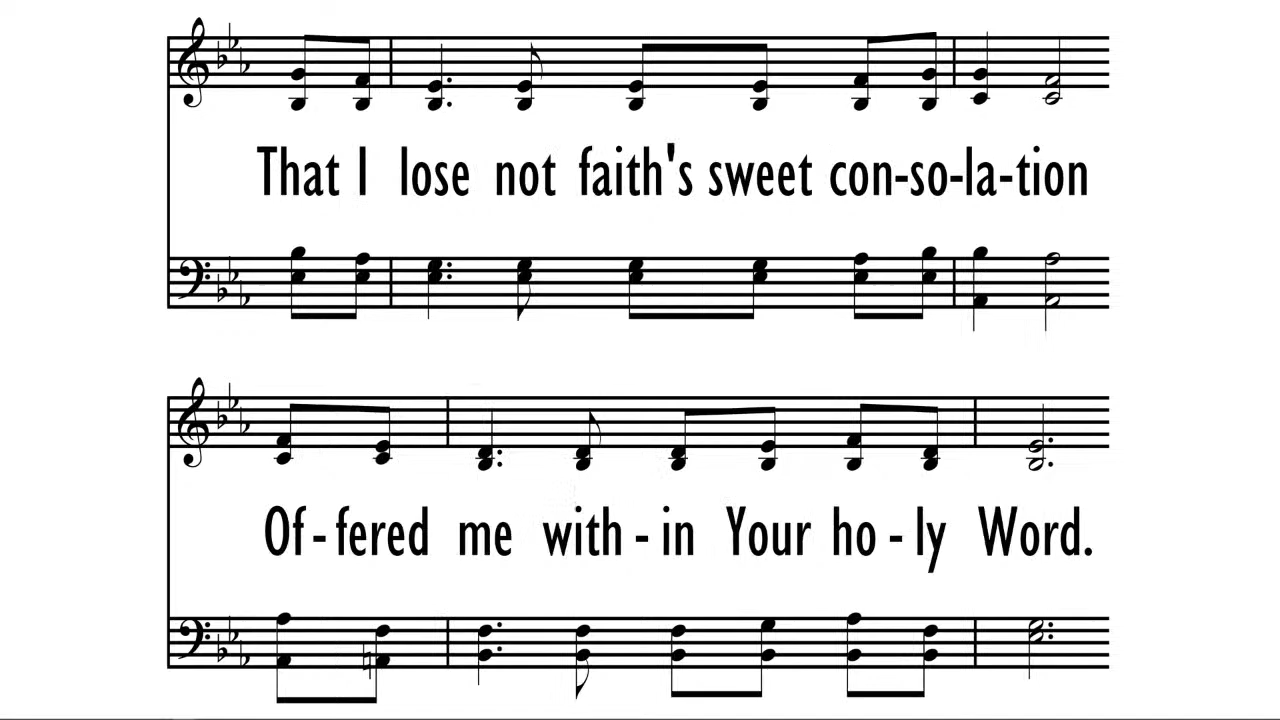 That I lose not faith's sweet con-so-la-tion
Of - fered me with - in Your ho - ly Word.